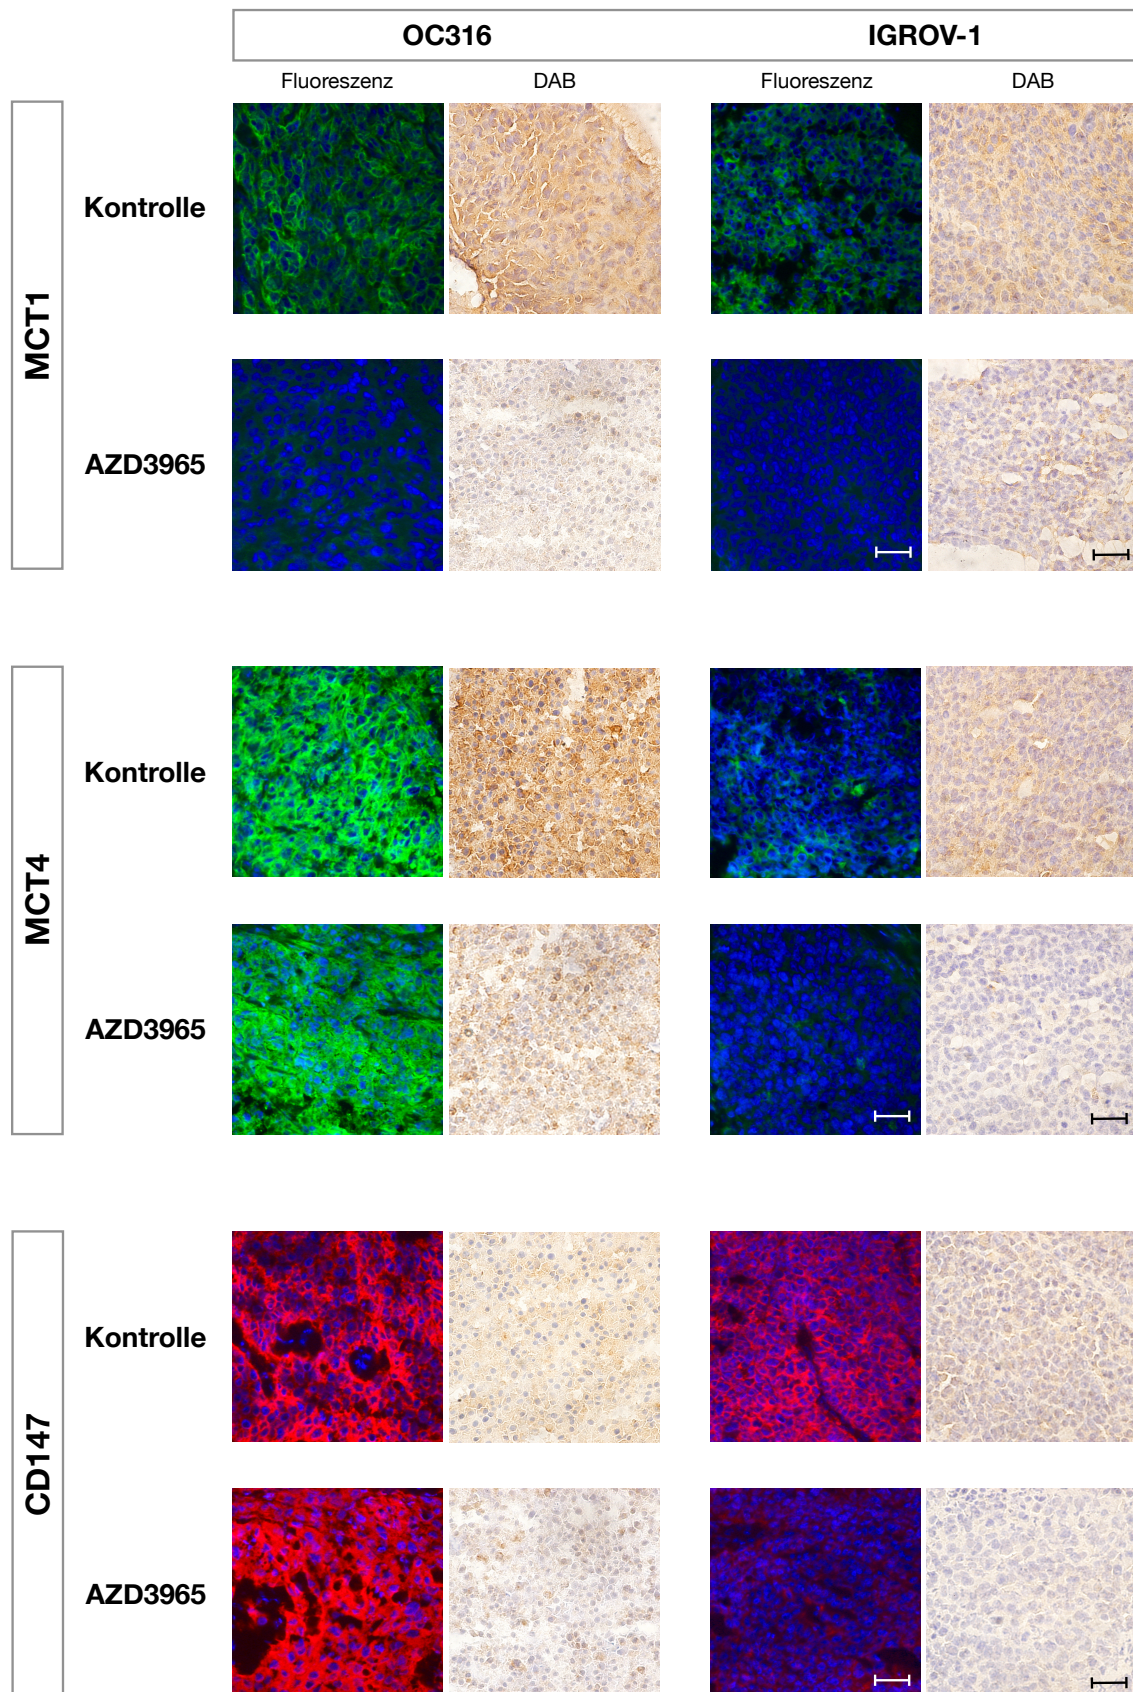 OC316 IGROV-1
Fluoreszenz DAB Fluoreszenz DAB
MCT1
Kontrolle
AZD3965
MCT4
Kontrolle
AZD3965
CD147
Kontrolle
AZD3965